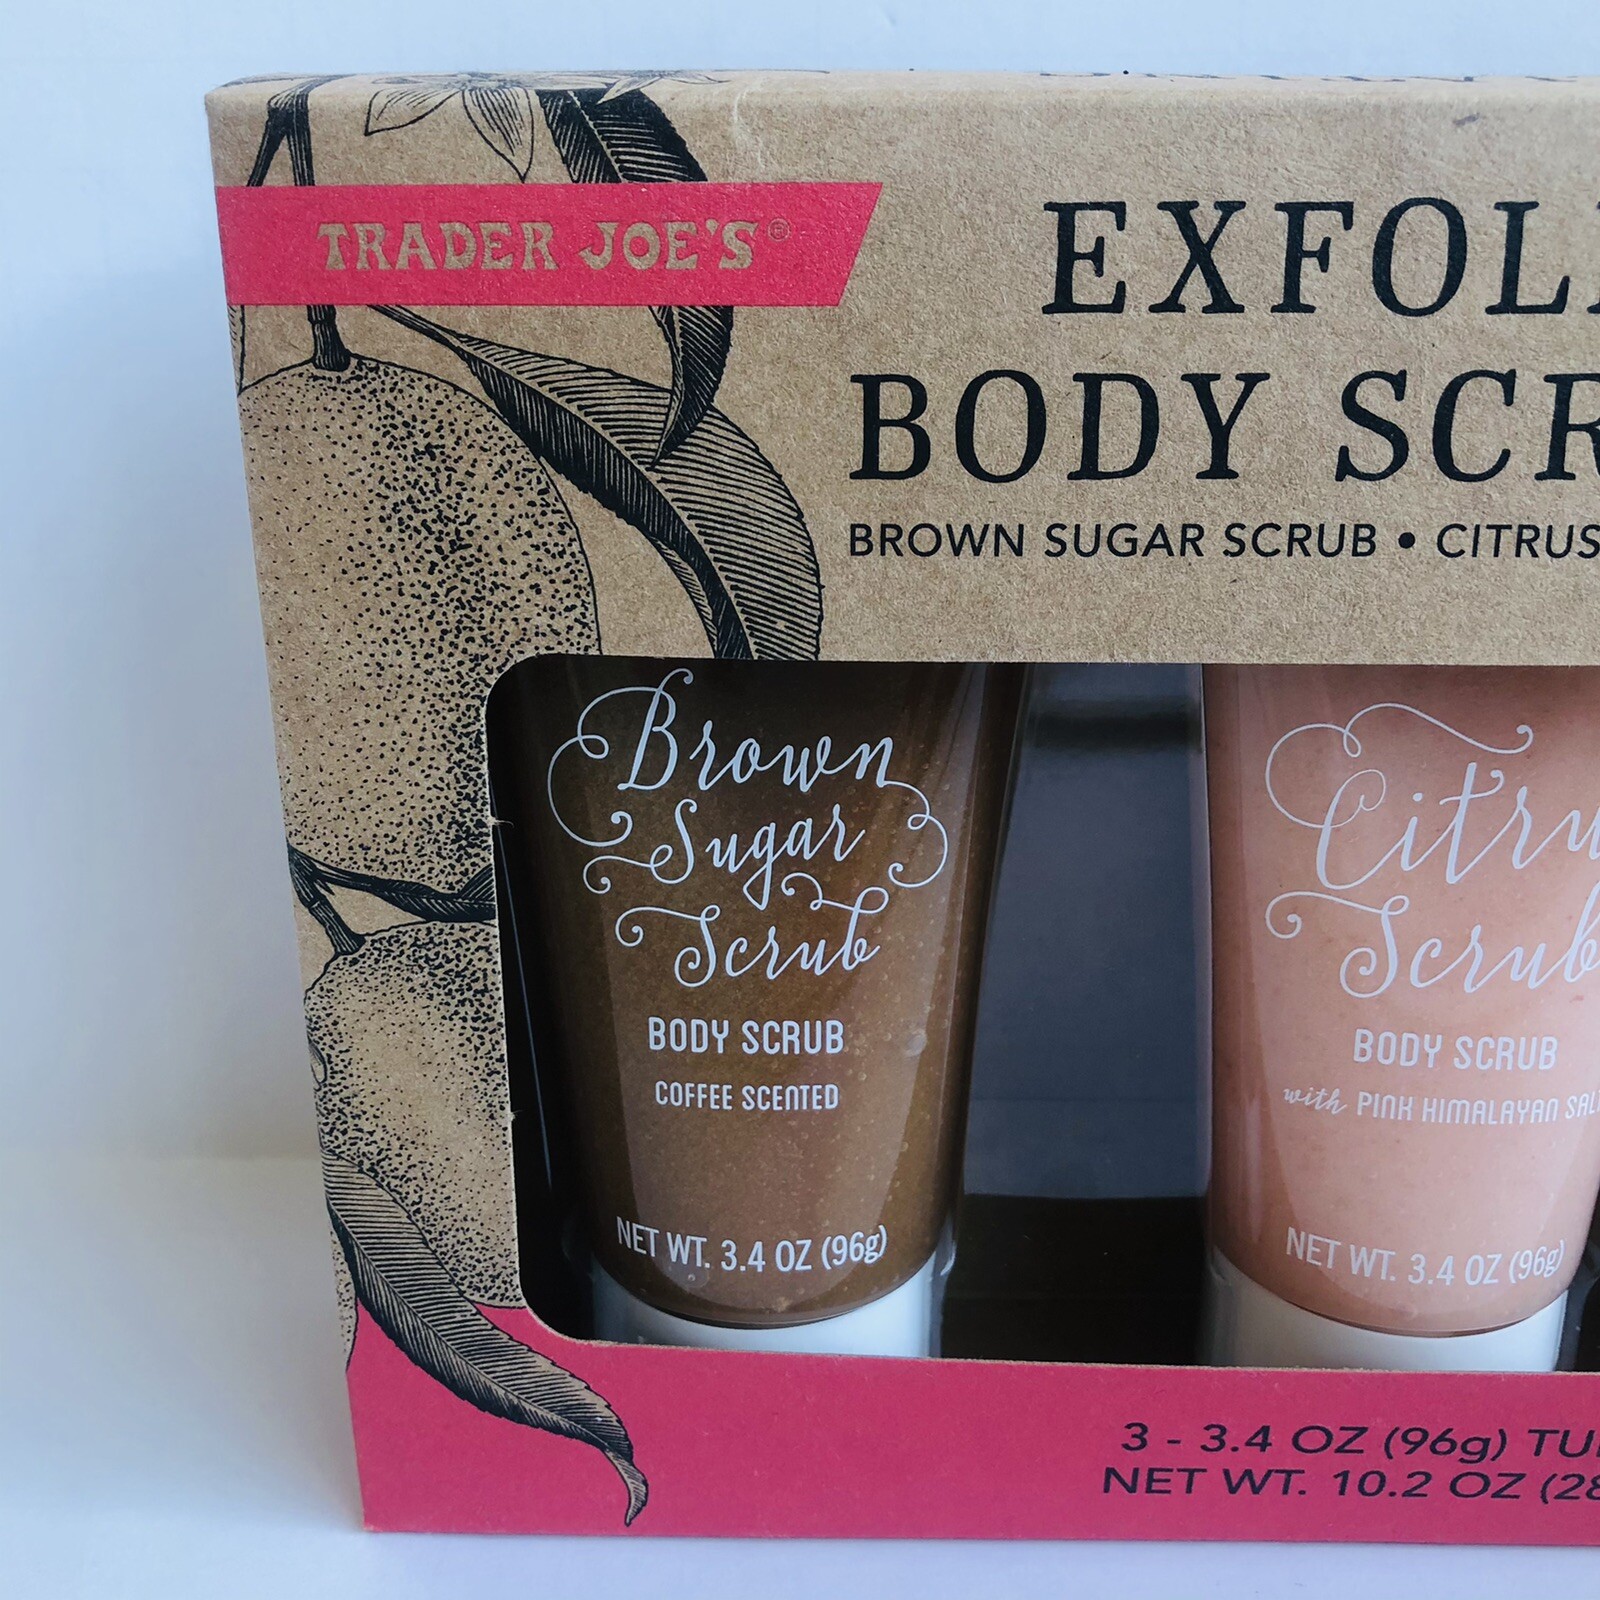 TRADER JOE'S®
EXFOLI
BODY SCR
BROWN SUGAR SCRUB • CITRUS
Brown
Sugar
Scrub
BODY SCRUB
COFFEE SCENTED
NET WT. 3.4 OZ (96g)
Citru
Scrub
BODY SCRUB
with PINK HIMALAYAN SALT
NET WT. 3.4 OZ (96g)
3 - 3.4 OZ (96g) TU
NET WT. 10.2 OZ (28